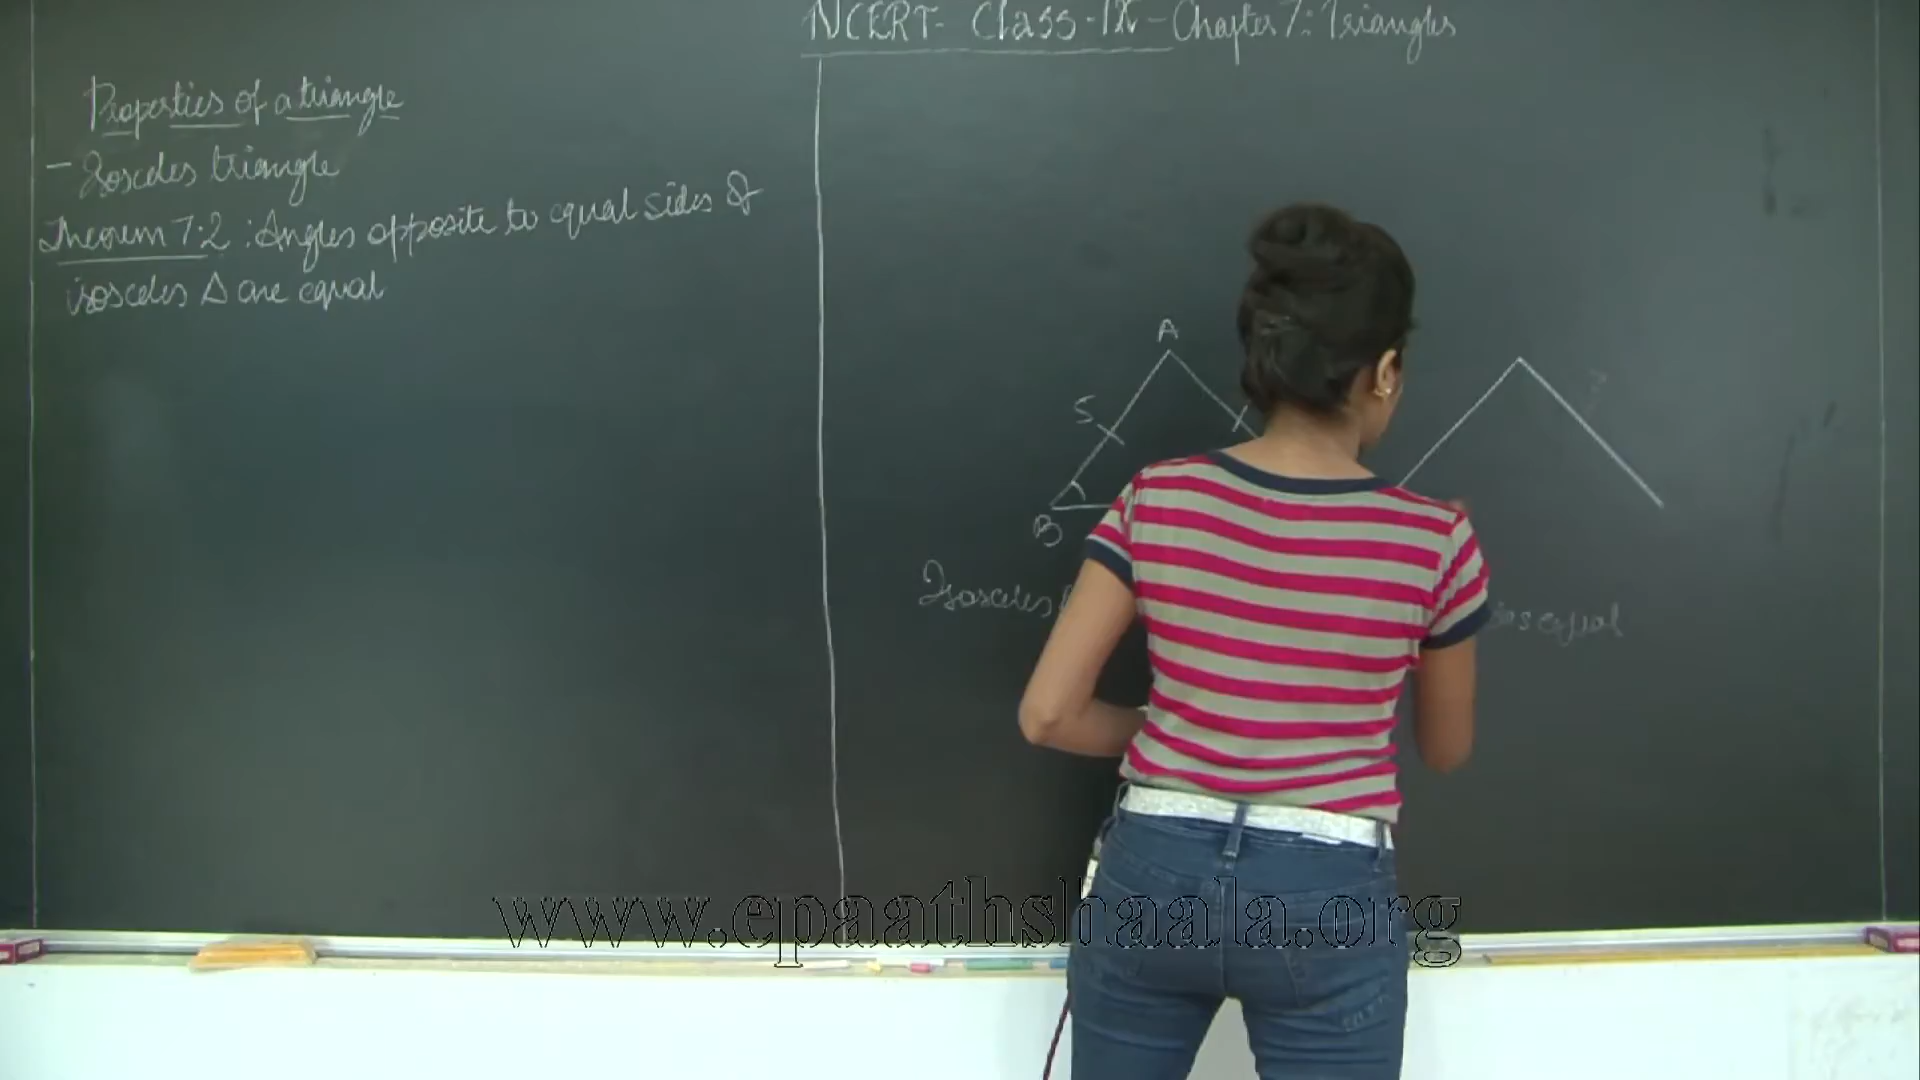 NCERT- Class-IX - Chapter 7: Triangles
Properties of a triangle
- Isosceles triangle
Theorem 7.2 : Angles opposite to equal sides of
isosceles Δ are equal
A
5
B
Isosceles
equal
www.epaathshaala.org